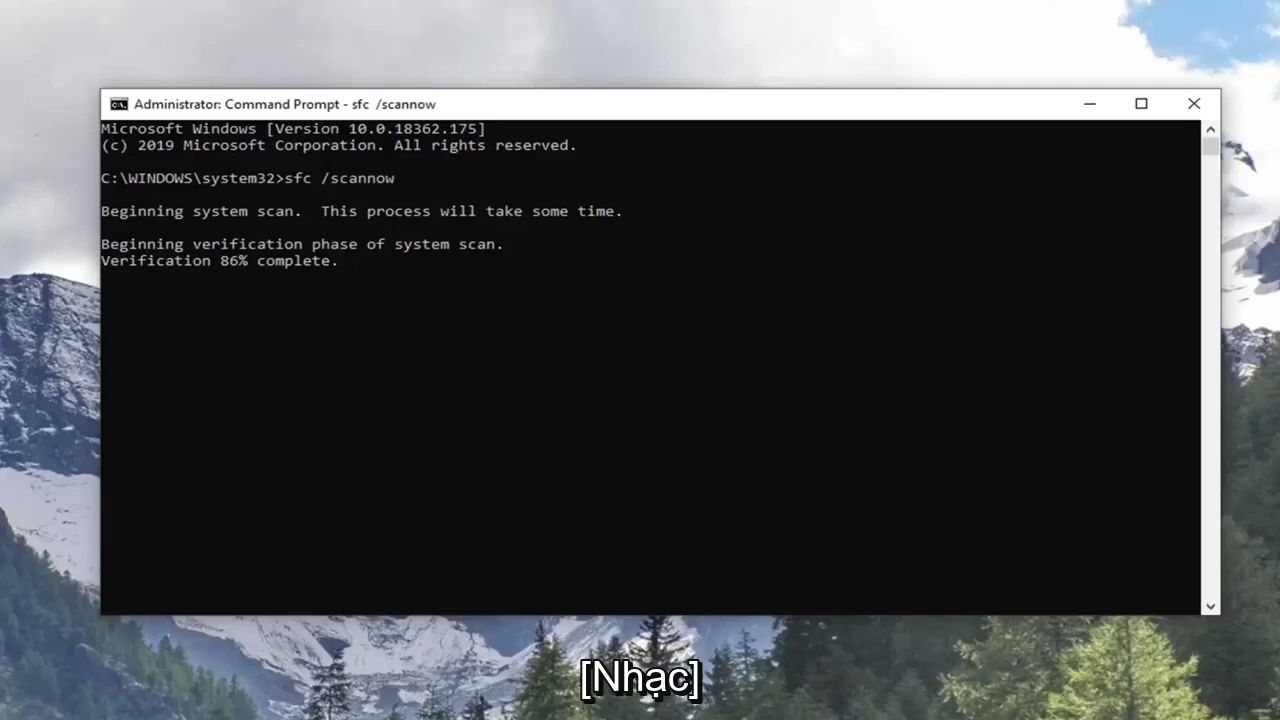 Administrator: Command Prompt - sfc  /scannow
Microsoft Windows [Version 10.0.18362.175]
(c) 2019 Microsoft Corporation. All rights reserved.
C:\WINDOWS\system32>sfc /scannow
Beginning system scan.  This process will take some time.
Beginning verification phase of system scan.
Verification 86% complete.
[Nhạc]